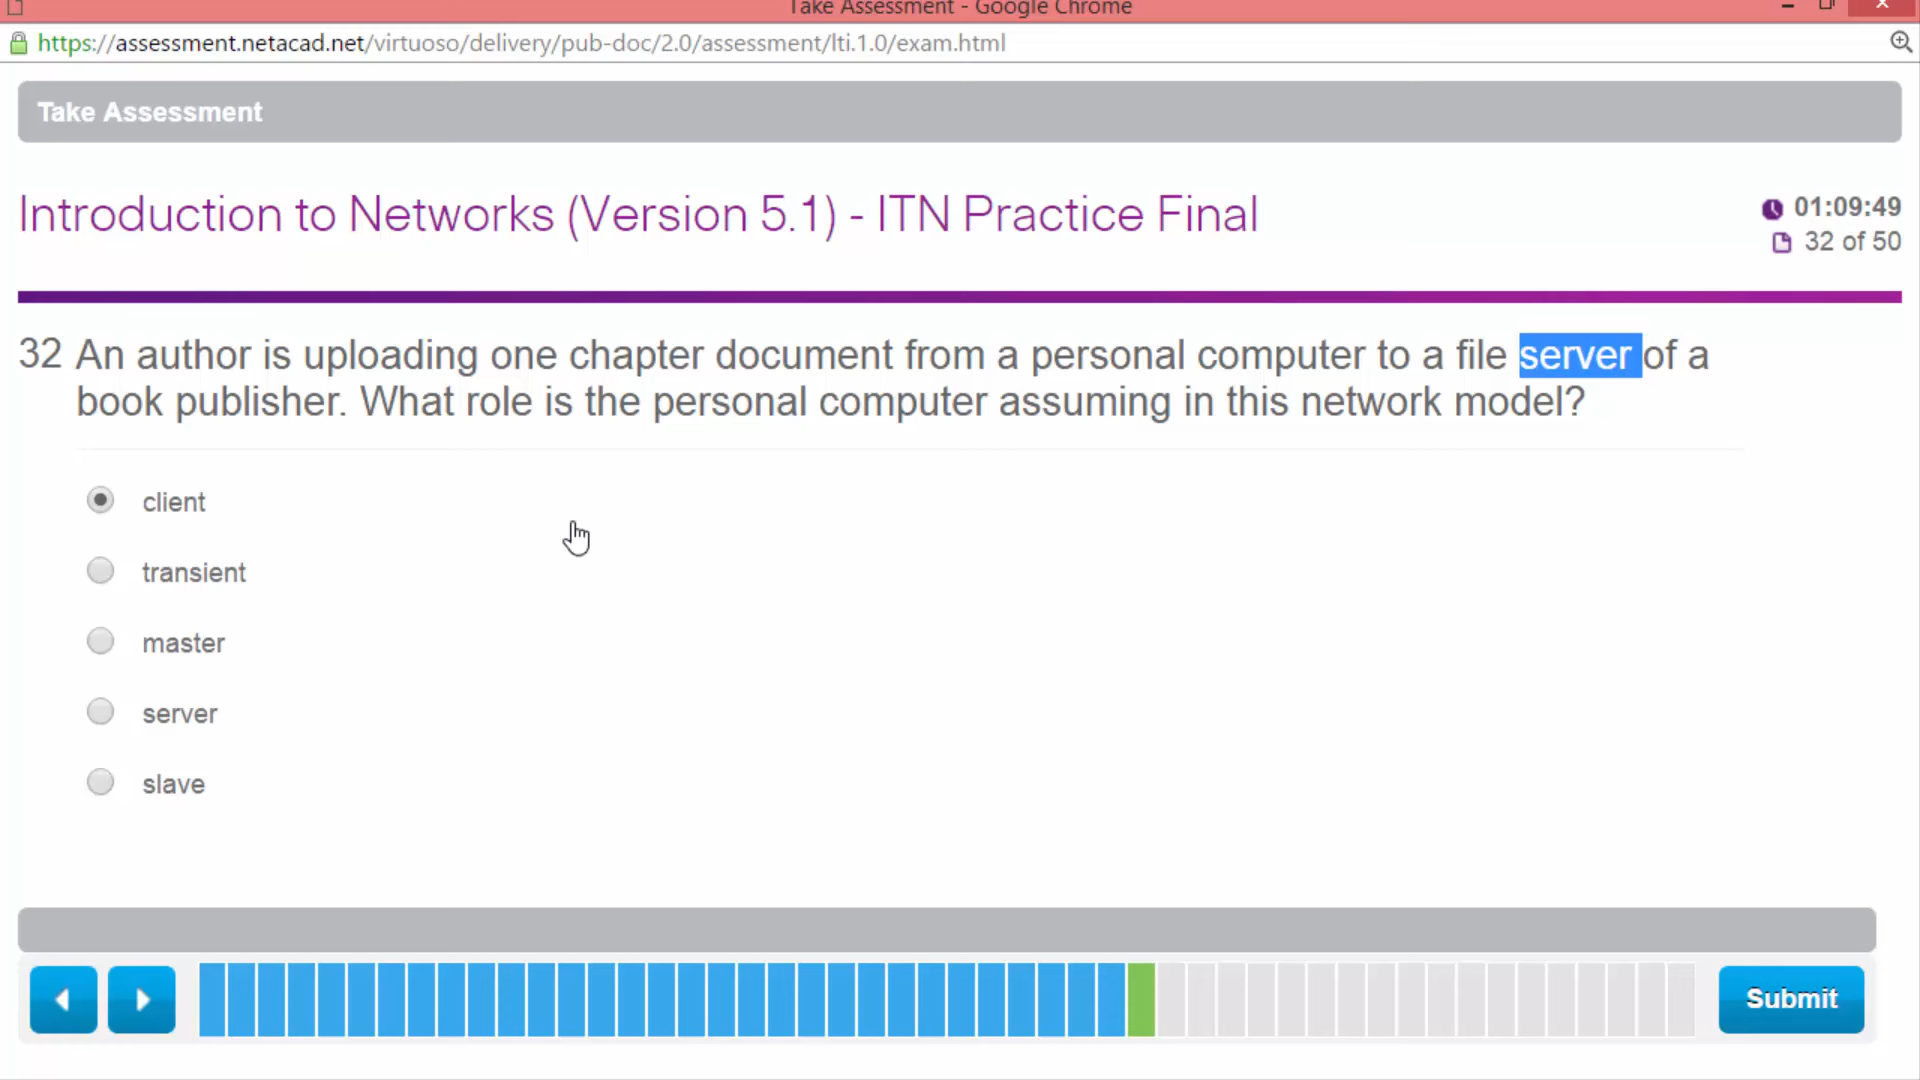 Take Assessment - Google Chrome
https://assessment.netacad.net/virtuoso/delivery/pub-doc/2.0/assessment/lti.1.0/exam.html
Take Assessment
Introduction to Networks (Version 5.1) - ITN Practice Final
01:09:49
32 of 50
32 An author is uploading one chapter document from a personal computer to a file server of a
book publisher. What role is the personal computer assuming in this network model?
client
transient
master
server
slave
Submit